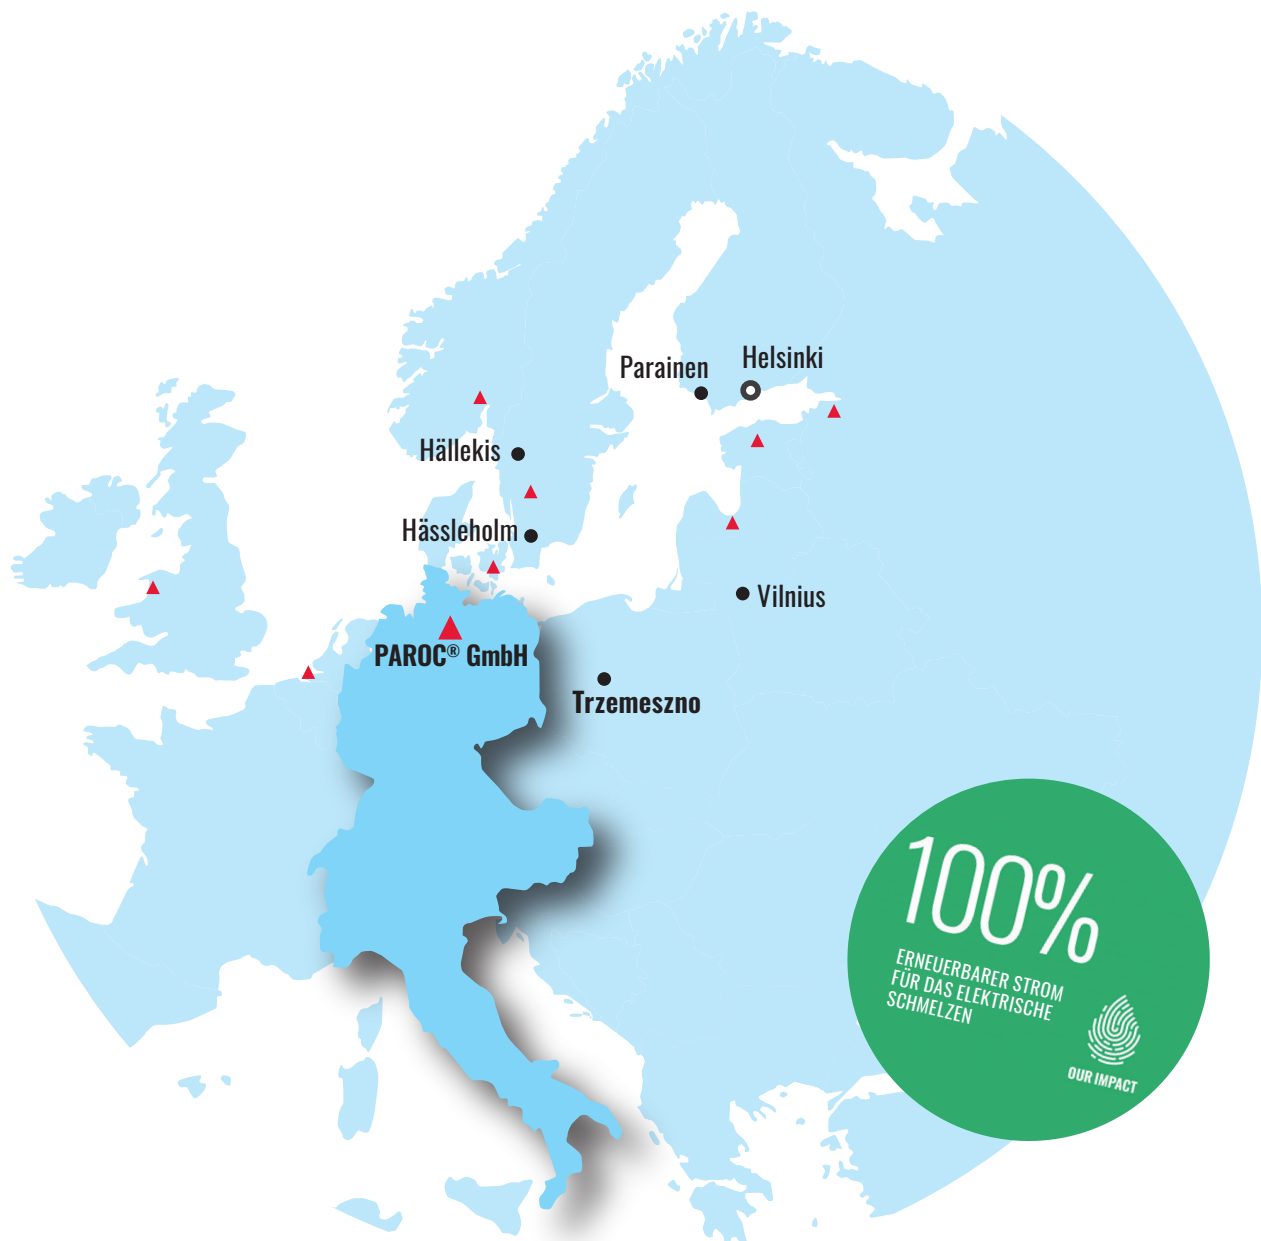 Helsinki
Parainen
Hällekis
Hässleholm
Vilnius
PAROC® GmbH
Trzemeszno
100%
ERNEUERBARER STROM
FÜR DAS ELEKTRISCHE
SCHMELZEN
OUR IMPACT